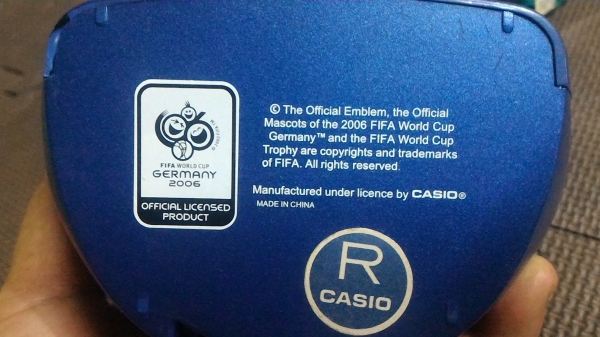 FIFA WORLD CUP
GERMANY
2006
OFFICIAL LICENSED
PRODUCT
© The Official Emblem, the Official
Mascots of the 2006 FIFA World Cup
Germany™ and the FIFA World Cup
Trophy are copyrights and trademarks
of FIFA. All rights reserved.
Manufactured under licence by CASIO®
MADE IN CHINA
R
CASIO